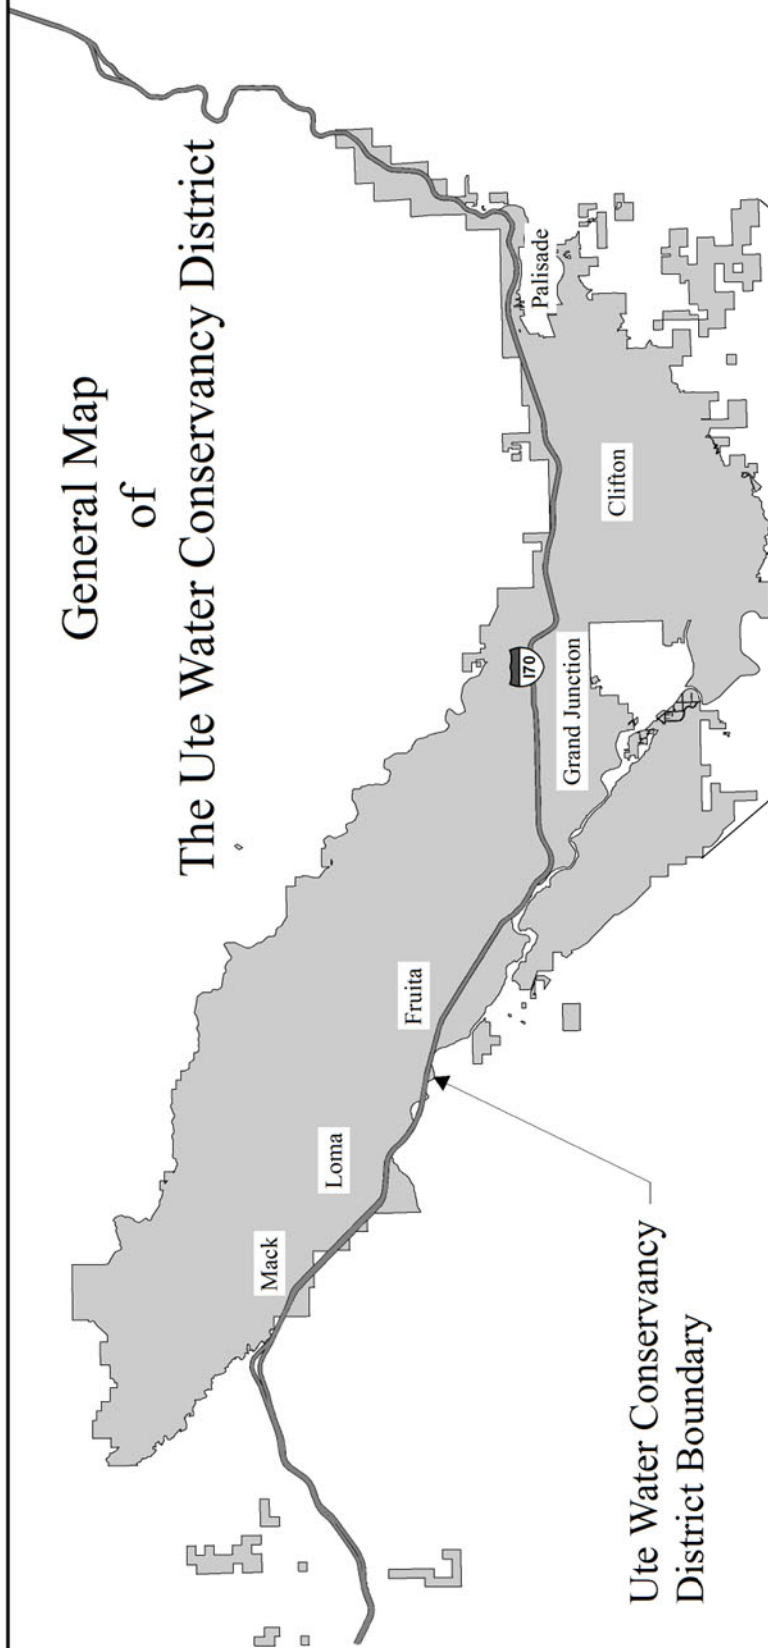 General Map
of
The Ute Water Conservancy District
Mack
Loma
Fruita
Grand Junction
I70
Clifton
Palisade
Ute Water Conservancy
District Boundary